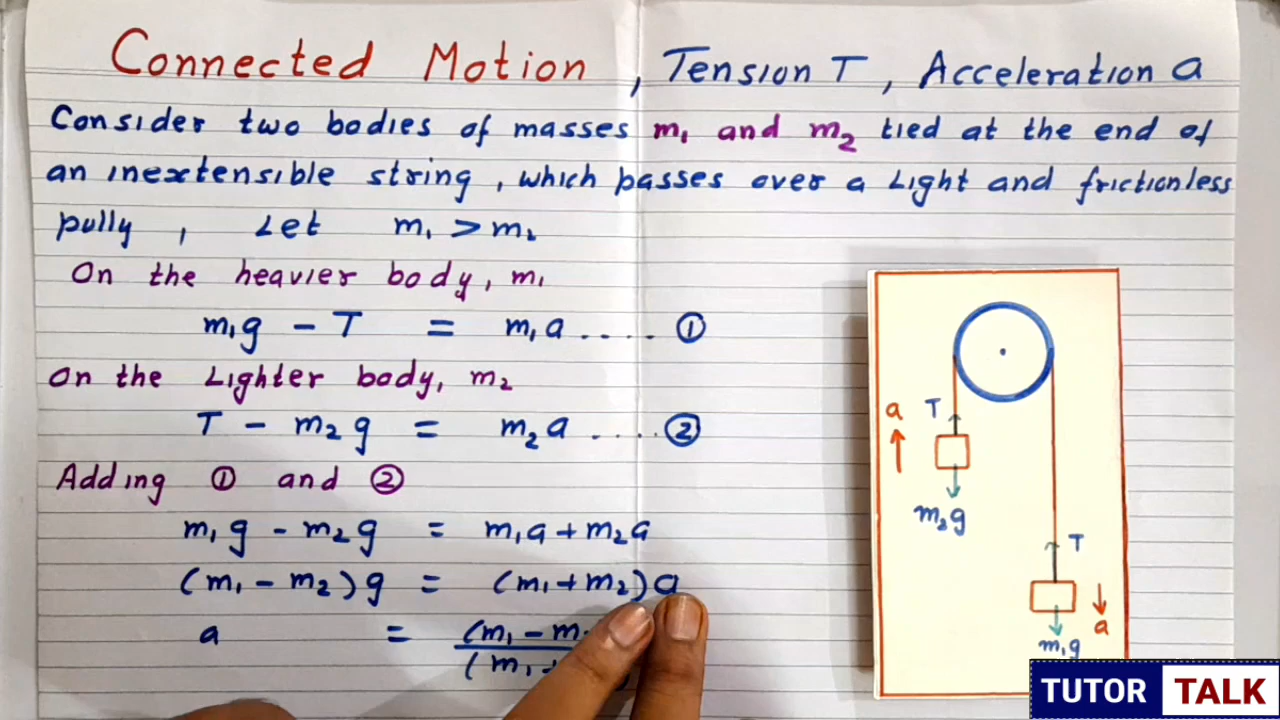 Connected Motion, Tension T, Acceleration a
Consider two bodies of masses m₁ and m₂ tied at the end of
an inextensible string, which passes over a Light and frictionless
pully, Let m₁ > m₂
On the heavier body, m₁
m₁g - T = m₁a .... ①
On the Lighter body, m₂
T - m₂g = m₂a .... ②
Adding ① and ②
m₁g - m₂g = m₁a + m₂a
(m₁ - m₂)g = (m₁ + m₂)a
a = (m₁ - m
(m₁ +
a
T
m₂g
T
a
m₁g
TUTOR TALK